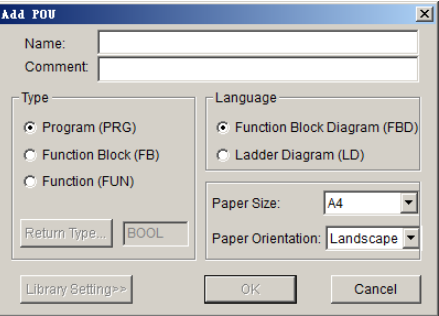 Add POU
Name:
Comment:
Type
Program (PRG)
Function Block (FB)
Function (FUN)
Return Type...
BOOL
Language
Function Block Diagram (FBD)
Ladder Diagram (LD)
Paper Size:
A4
Paper Orientation:
Landscape
Library Setting>>
OK
Cancel